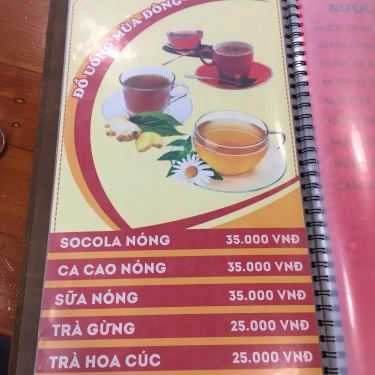 ĐỒ UỐNG MÙA ĐÔNG
SOCOLA NÓNG 35.000 VNĐ
CA CAO NÓNG 35.000 VNĐ
SỮA NÓNG 35.000 VNĐ
TRÀ GỪNG 25.000 VNĐ
TRÀ HOA CÚC 25.000 VNĐ